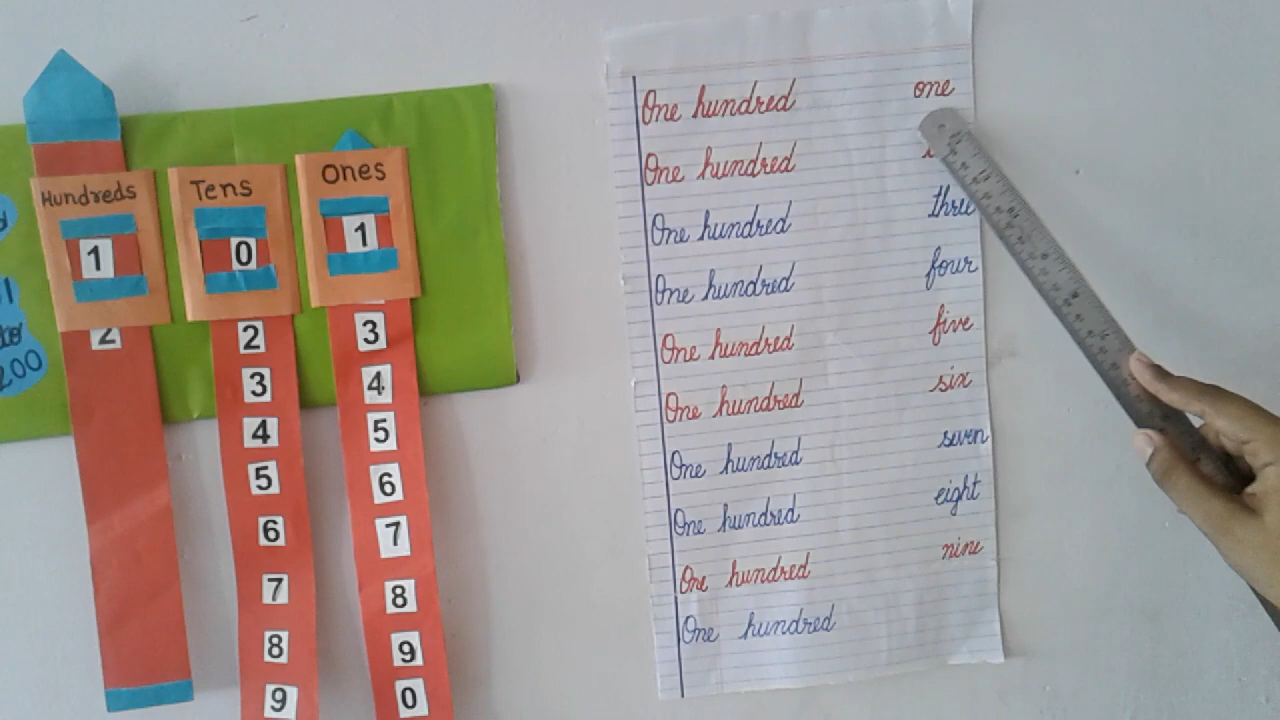 Hundreds
1
2
Tens
0
2
3
4
5
6
7
8
9
Ones
1
3
4
5
6
7
8
9
0
200
One hundred one
One hundred
One hundred three
One hundred four
One hundred five
One hundred six
One hundred seven
One hundred eight
One hundred nine
One hundred